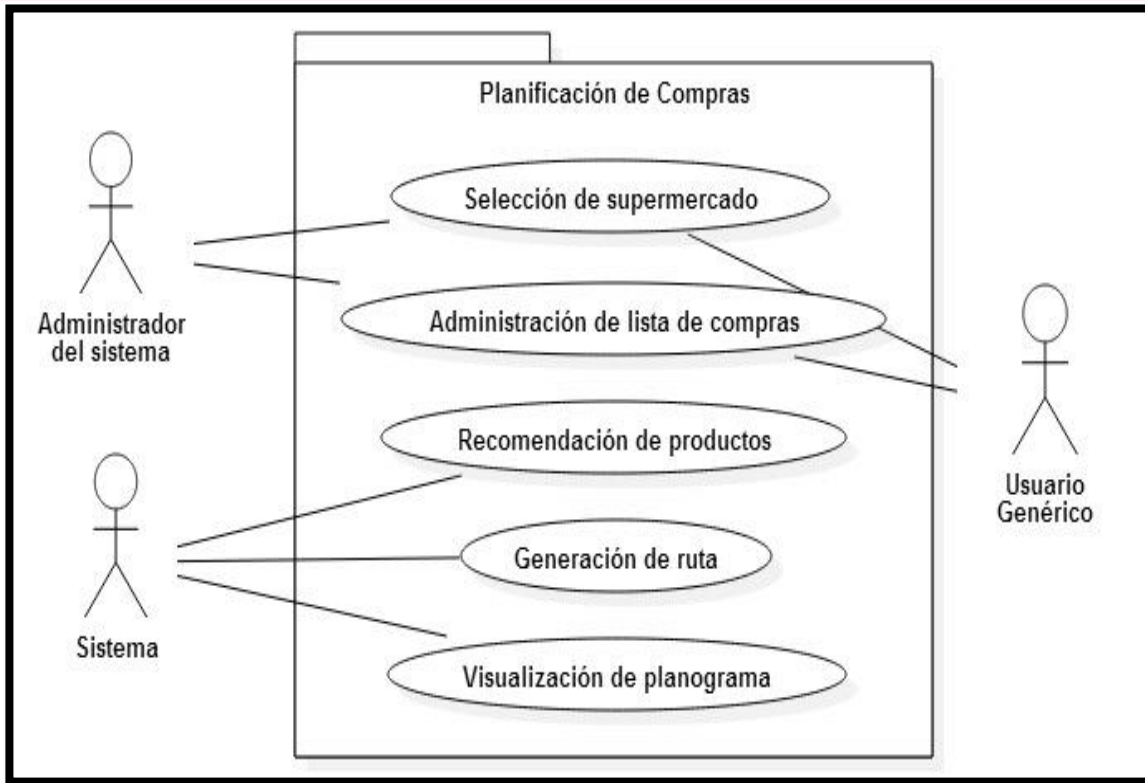 Planificación de Compras
Selección de supermercado
Administrador
del sistema
Administración de lista de compras
Recomendación de productos
Usuario
Genérico
Generación de ruta
Sistema
Visualización de planograma